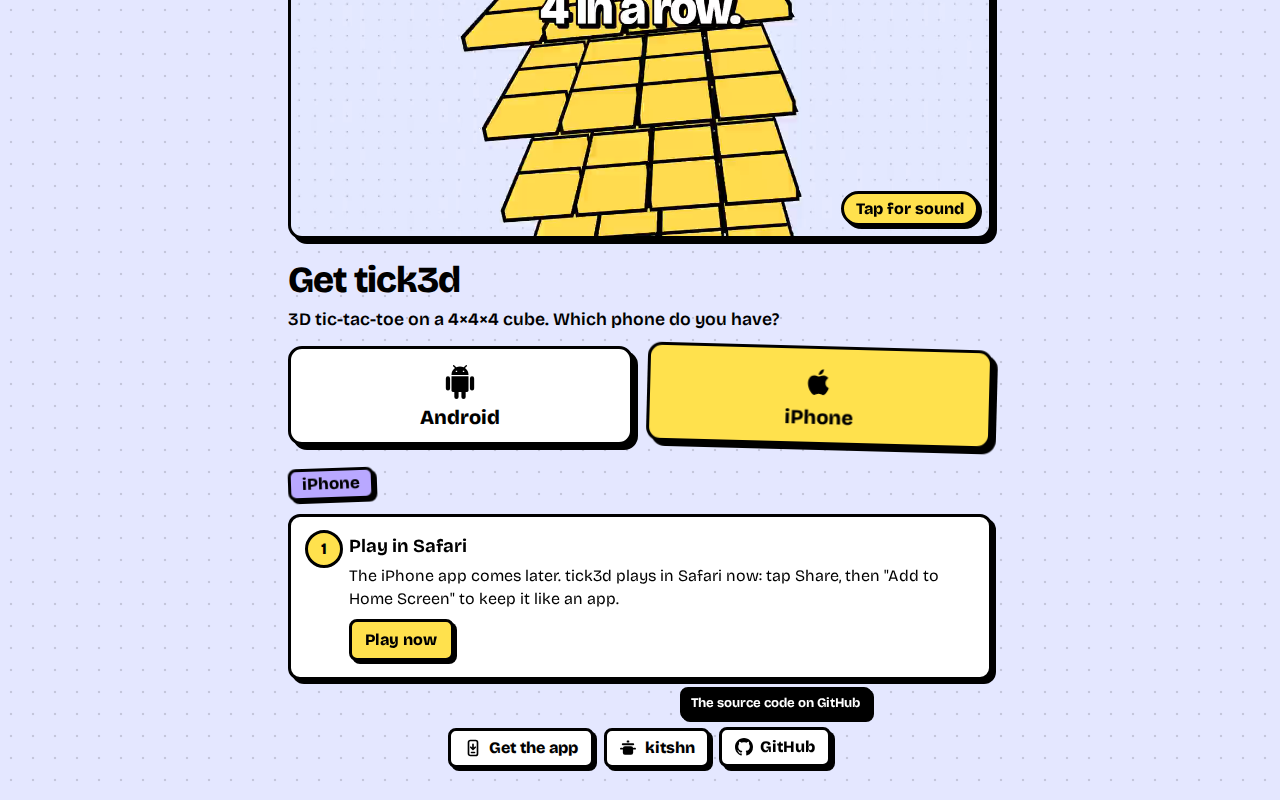 4 in a row.
Tap for sound
Get tick3d
3D tic-tac-toe on a 4×4×4 cube. Which phone do you have?
Android
iPhone
iPhone
1
Play in Safari
The iPhone app comes later. tick3d plays in Safari now: tap Share, then "Add to
Home Screen" to keep it like an app.
Play now
The source code on GitHub
Get the app
kitshn
GitHub